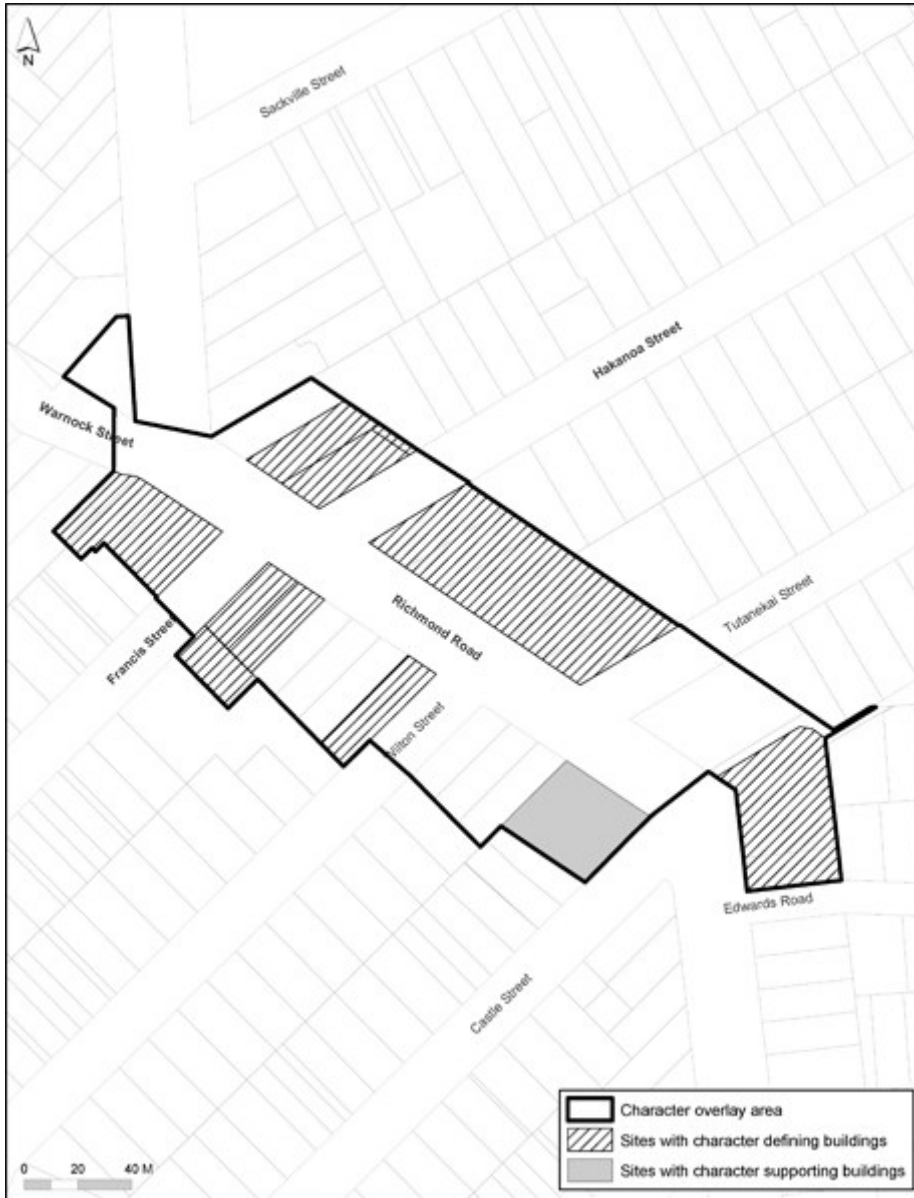 N
Sackville Street
Hakanoa Street
Warnock Street
Tutanekai Street
Richmond Road
Francis Street
Wilton Street
Edwards Road
Castle Street
Character overlay area
Sites with character defining buildings
Sites with character supporting buildings
0 20 40 M